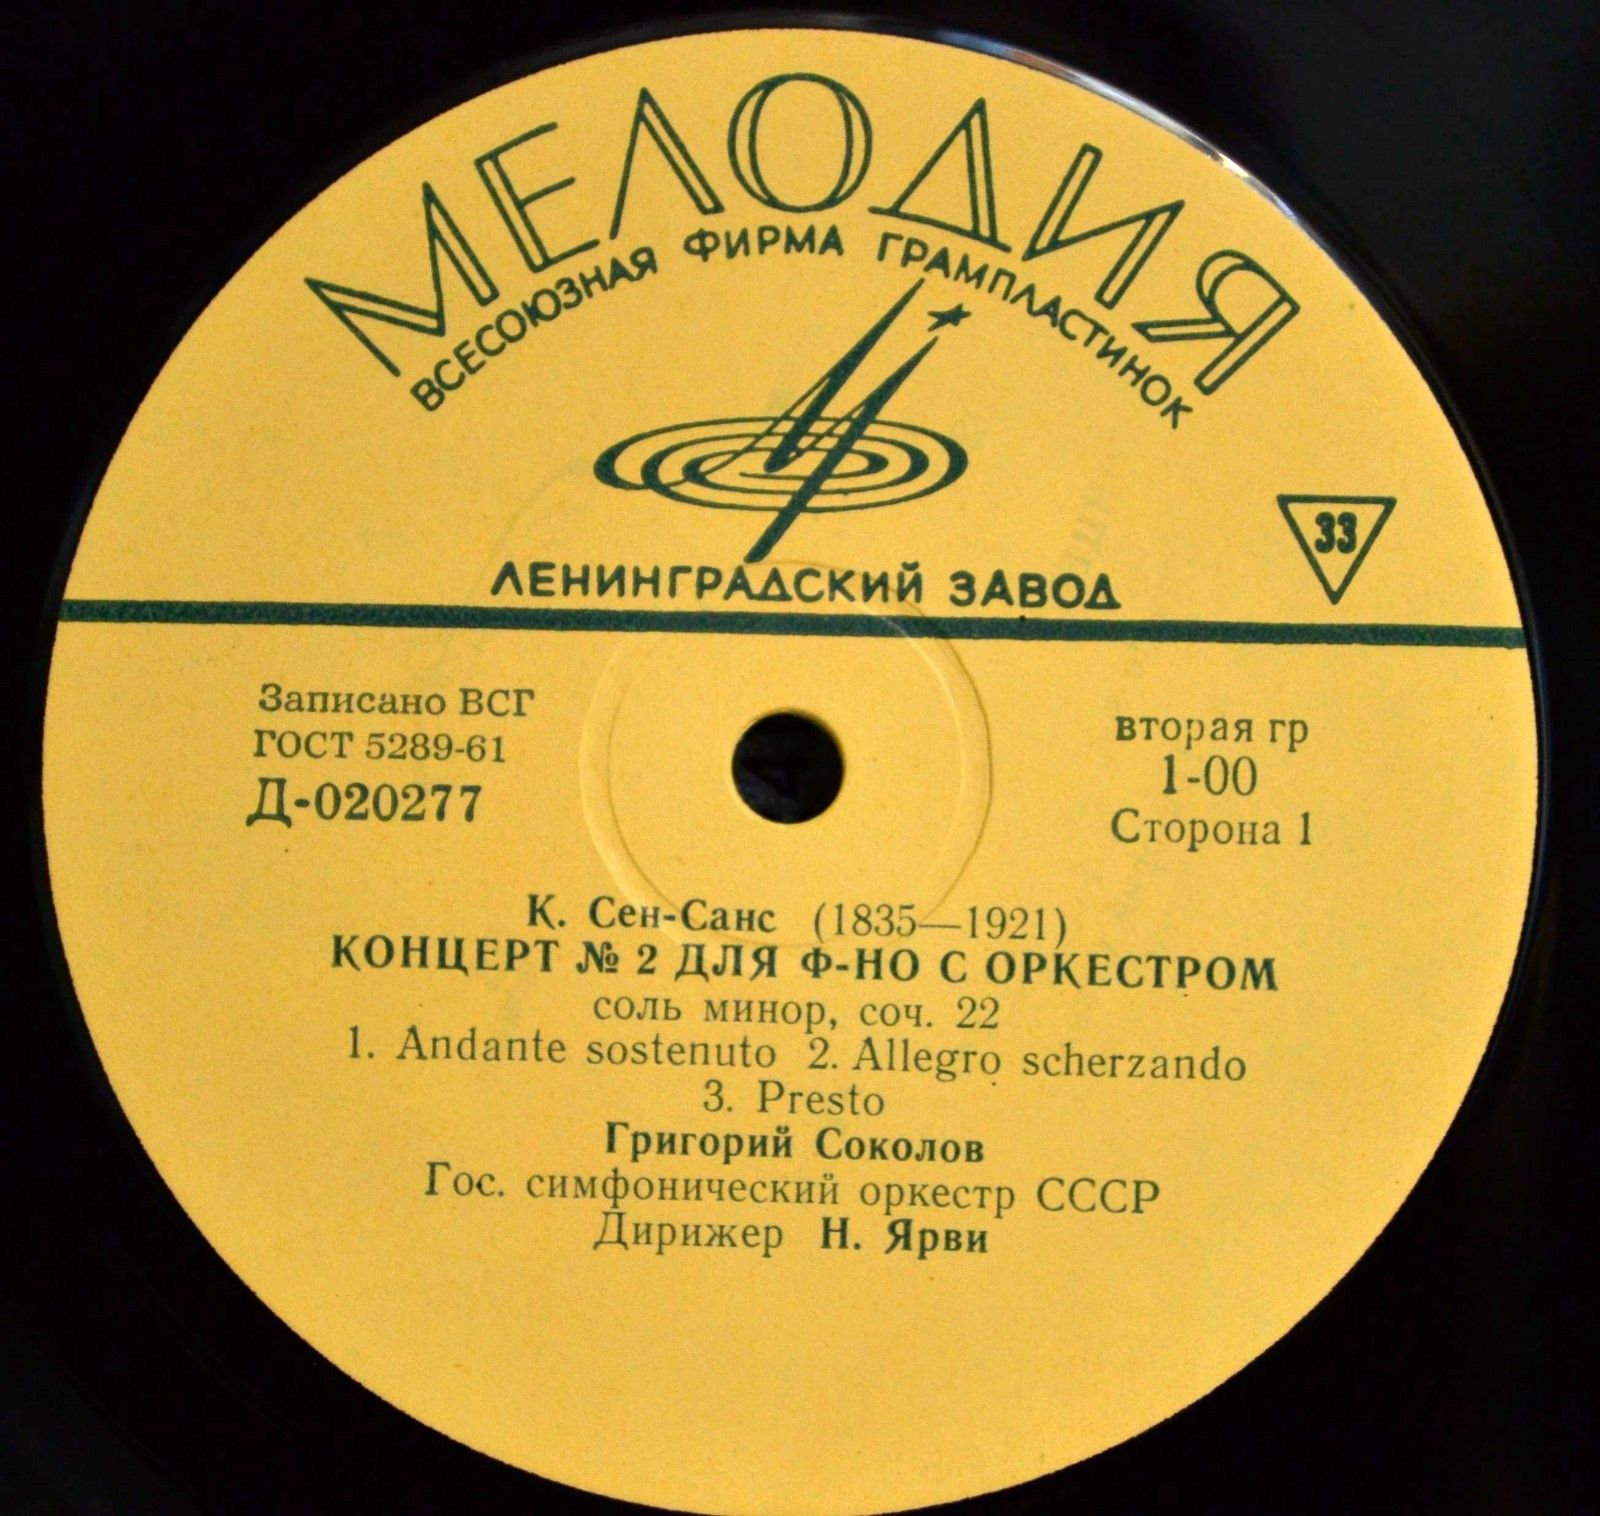 МЕЛОДИЯ
ВСЕСОЮЗНАЯ ФИРМА ГРАМПЛАСТИНОК
33
ЛЕНИНГРАДСКИЙ ЗАВОД
Записано ВСГ
ГОСТ 5289-61
Д-020277
вторая гр
1-00
Сторона 1
К. Сен-Санс (1835—1921)
КОНЦЕРТ № 2 ДЛЯ Ф-НО С ОРКЕСТРОМ
соль минор, соч. 22
1. Andante sostenuto 2. Allegro scherzando
3. Presto
Григорий Соколов
Гос. симфонический оркестр СССР
Дирижер Н. Ярви